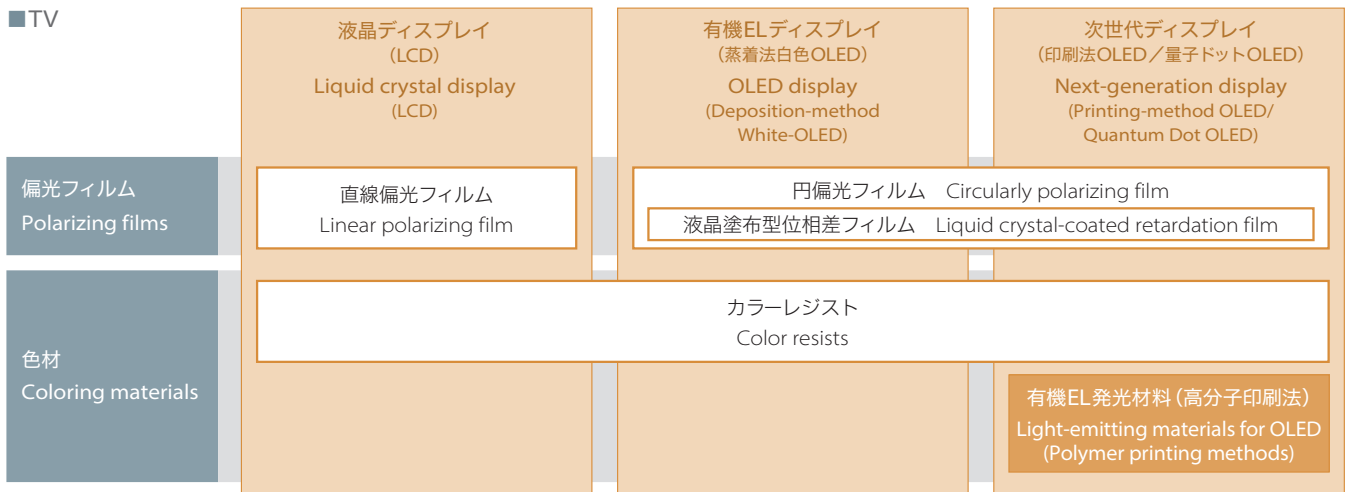 ■TV
液晶ディスプレイ
(LCD)
Liquid crystal display
(LCD)
有機ELディスプレイ
(蒸着法白色OLED)
OLED display
(Deposition-method
White-OLED)
次世代ディスプレイ
(印刷法OLED/量子ドットOLED)
Next-generation display
(Printing-method OLED/
Quantum Dot OLED)
偏光フィルム
Polarizing films
直線偏光フィルム
Linear polarizing film
円偏光フィルム Circularly polarizing film
液晶塗布型位相差フィルム Liquid crystal-coated retardation film
色材
Coloring materials
カラーレジスト
Color resists
有機EL発光材料(高分子印刷法)
Light-emitting materials for OLED
(Polymer printing methods)